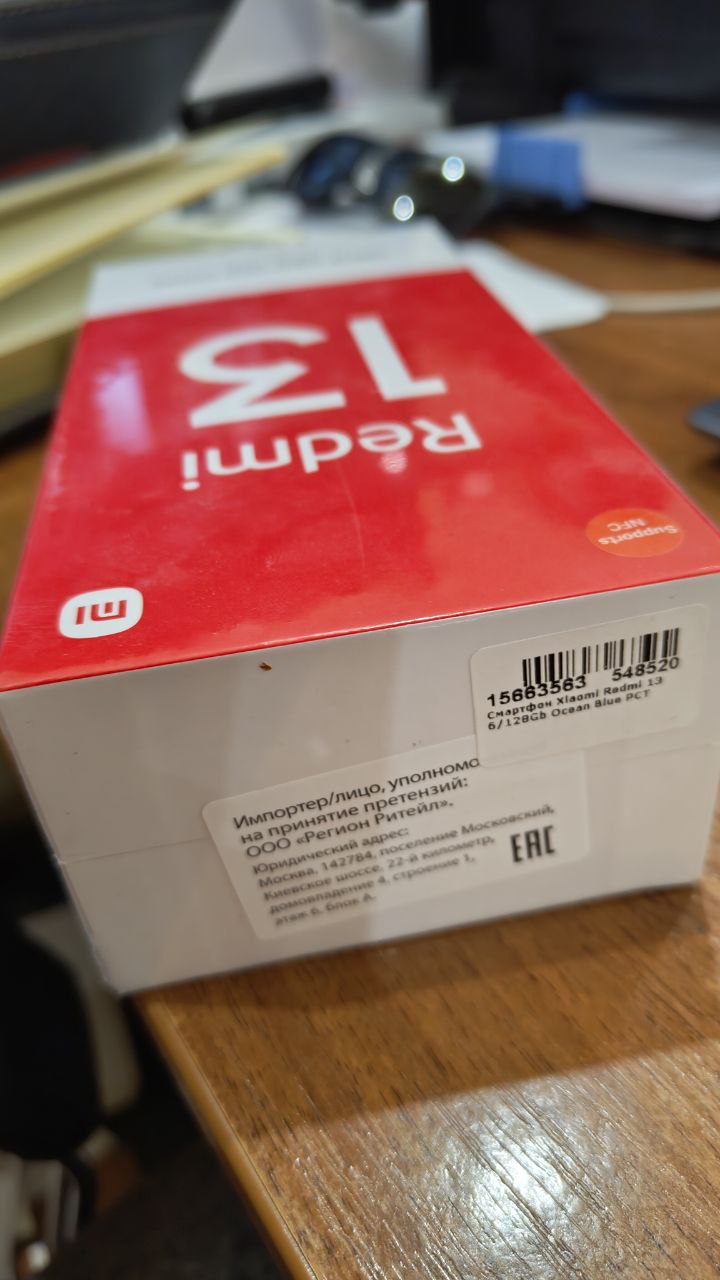 Redmi
13
Supports
NFC
15663563 548520
Смартфон Xiaomi Redmi 13
6/128Gb Ocean Blue РСТ
Импортер/лицо, уполномо
на принятие претензий:
ООО «Регион Ритейл».
Юридический адрес:
Москва, 142784, поселение Московский,
Киевское шоссе, 22-й километр,
домовладение 4, строение 1,
этаж 6, блок А.
ЕАС